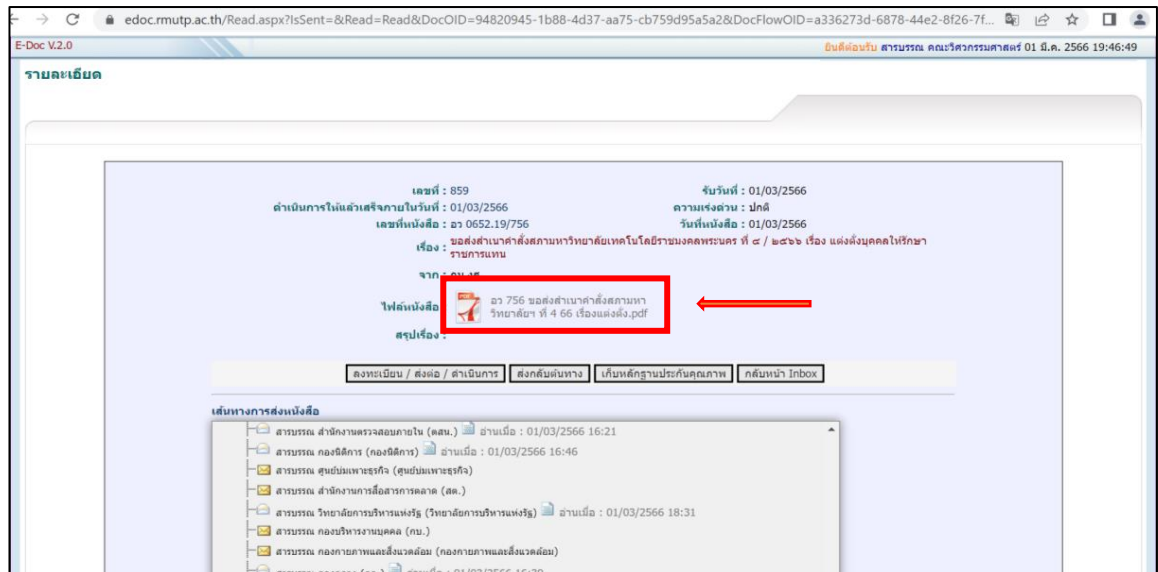 edoc.rmutp.ac.th/Read.aspx?IsSent=&Read=Read&DocOID=94820945-1b88-4d37-aa75-cb759d95a5a2&DocFlowOID=a336273d-6878-44e2-8f26-7f...
E-Doc V.2.0
ยินดีต้อนรับ สารบรรณ คณะวิศวกรรมศาสตร์ 01 มี.ค. 2566 19:46:49
รายละเอียด
เลขที่ : 859 รับวันที่ : 01/03/2566
ดำเนินการให้แล้วเสร็จภายในวันที่ : 01/03/2566 ความเร่งด่วน : ปกติ
เลขที่หนังสือ : อว 0652.19/756 วันที่หนังสือ : 01/03/2566
เรื่อง : ขอส่งสำเนาคำสั่งสภามหาวิทยาลัยเทคโนโลยีราชมงคลพระนคร ที่ ๔ / ๒๕๖๖ เรื่อง แต่งตั้งบุคคลให้รักษา
ราชการแทน
จาก :
ไฟล์หนังสือ อว 756 ขอส่งสำเนาคำสั่งสภามหา
วิทยาลัยฯ ที่ 4 66 เรื่องแต่งตั้ง.pdf
สรุปเรื่อง :
ลงทะเบียน / ส่งต่อ / ดำเนินการ ส่งกลับต้นทาง เก็บหลักฐานประกันคุณภาพ กลับหน้า Inbox
เส้นทางการส่งหนังสือ
สารบรรณ สำนักงานตรวจสอบภายใน (ตสน.) อ่านเมื่อ : 01/03/2566 16:21
สารบรรณ กองนิติการ (กองนิติการ) อ่านเมื่อ : 01/03/2566 16:46
สารบรรณ ศูนย์บ่มเพาะธุรกิจ (ศูนย์บ่มเพาะธุรกิจ)
สารบรรณ สำนักงานการสื่อสารการตลาด (สต.)
สารบรรณ วิทยาลัยการบริหารแห่งรัฐ (วิทยาลัยการบริหารแห่งรัฐ) อ่านเมื่อ : 01/03/2566 18:31
สารบรรณ กองบริหารงานบุคคล (กบ.)
สารบรรณ กองกายภาพและสิ่งแวดล้อม (กองกายภาพและสิ่งแวดล้อม)